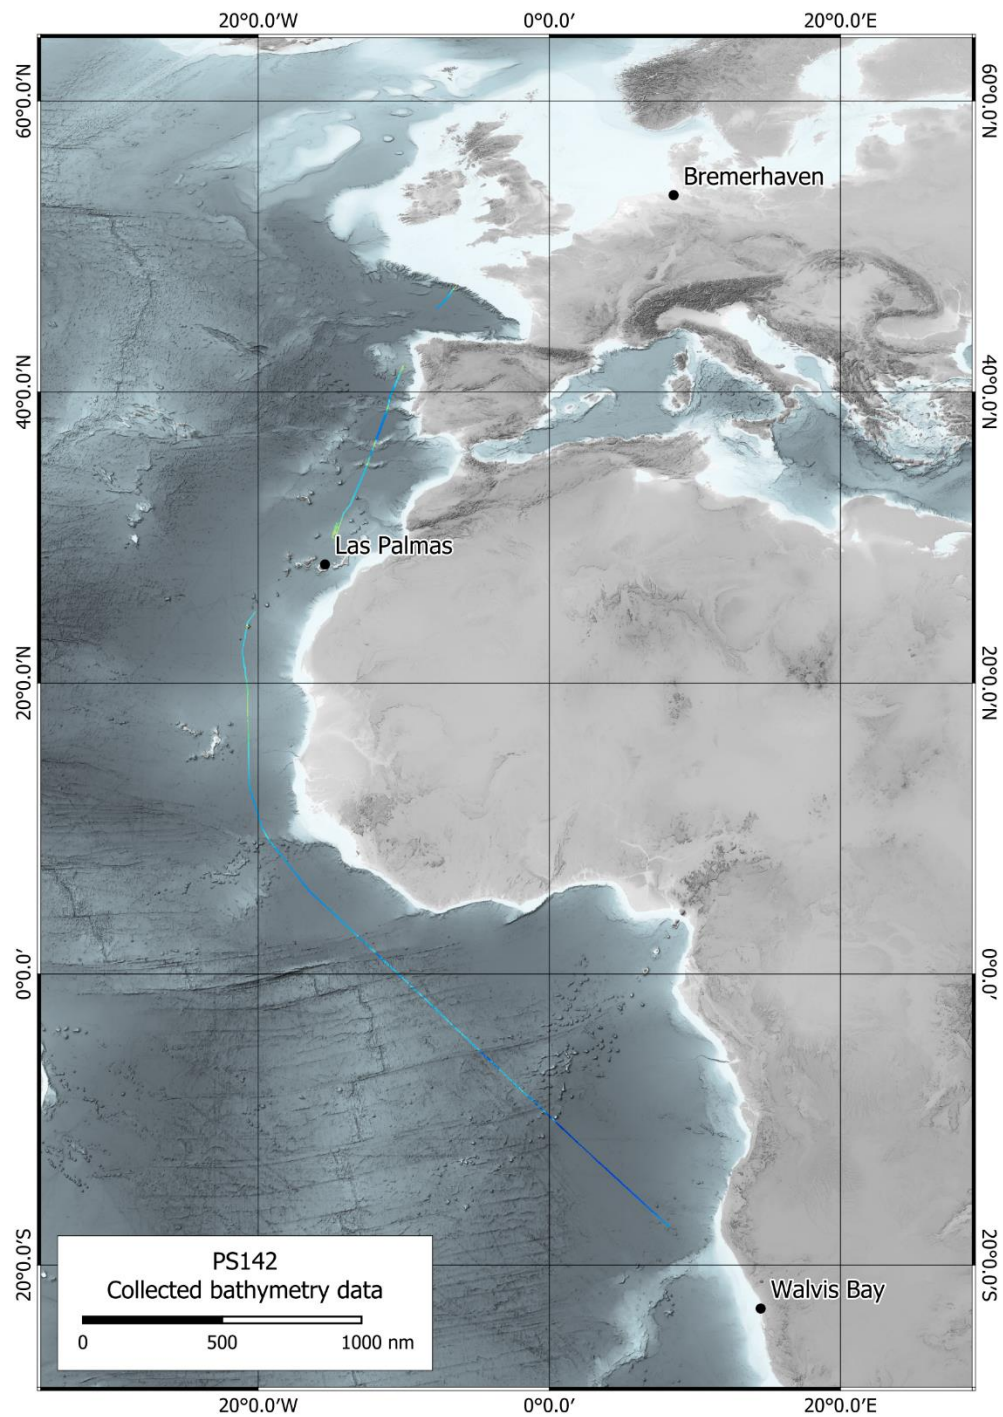 20°0.0'W 0°0.0' 20°0.0'E
60°0.0'N 60°0.0'N
Bremerhaven
40°0.0'N 40°0.0'N
Las Palmas
20°0.0'N 20°0.0'N
0°0.0' 0°0.0'
20°0.0'S 20°0.0'S
PS142
Collected bathymetry data
0 500 1000 nm
Walvis Bay
20°0.0'W 0°0.0' 20°0.0'E